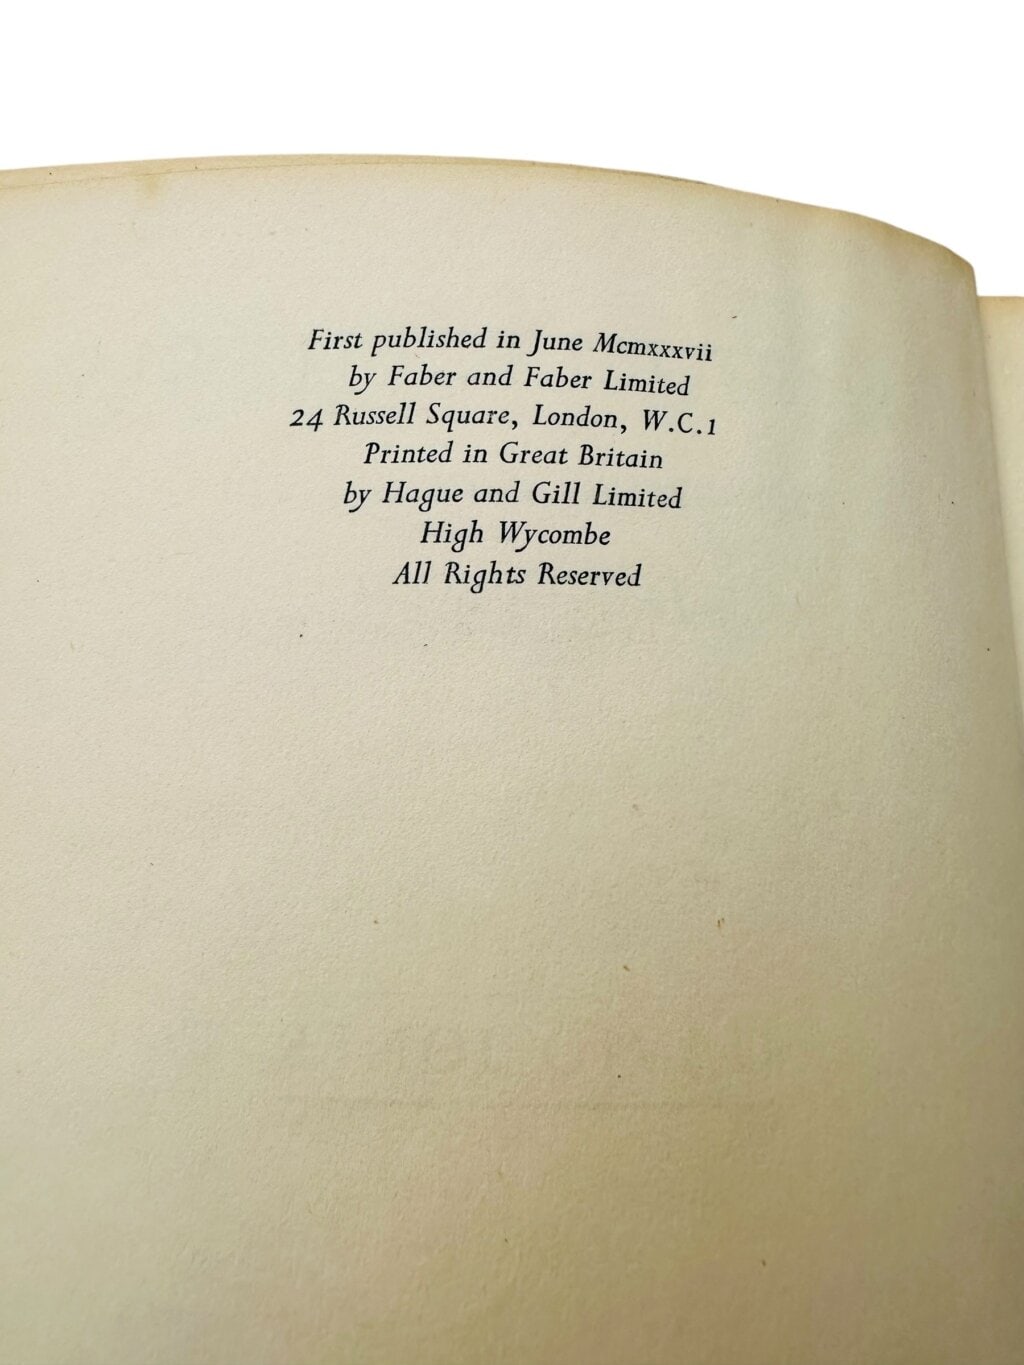 First published in June Mcmxxxvii
by Faber and Faber Limited
24 Russell Square, London, W.C.1
Printed in Great Britain
by Hague and Gill Limited
High Wycombe
All Rights Reserved